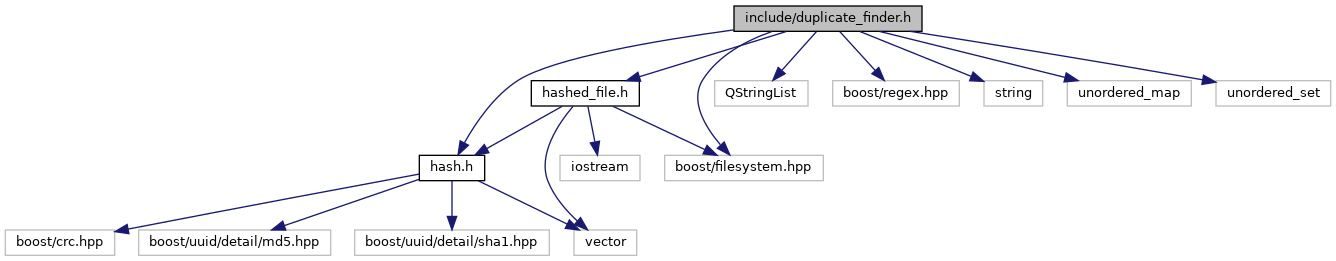 include/duplicate_finder.h
hashed_file.h
QStringList
boost/regex.hpp
string
unordered_map
unordered_set
hash.h
iostream
boost/filesystem.hpp
boost/crc.hpp
boost/uuid/detail/md5.hpp
boost/uuid/detail/sha1.hpp
vector